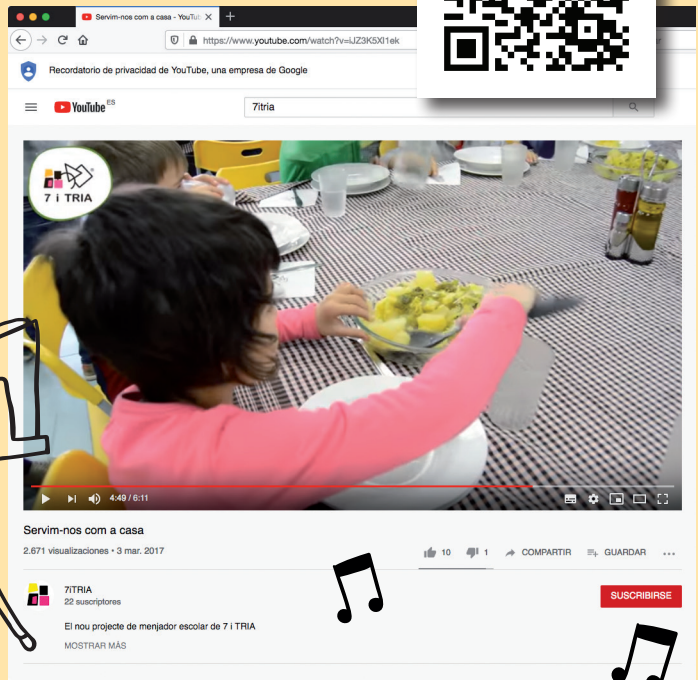 Servim-nos com a casa - YouTub
https://www.youtube.com/watch?v=iJZ3K5XI1ek
Recordatorio de privacidad de YouTube, una empresa de Google
YouTube ES
7itria
7 i TRIA
4:49 / 6:11
Servim-nos com a casa
2.671 visualizaciones • 3 mar. 2017
10 1 COMPARTIR GUARDAR
7iTRIA
22 suscriptores
SUSCRIBIRSE
El nou projecte de menjador escolar de 7 i TRIA
MOSTRAR MÁS